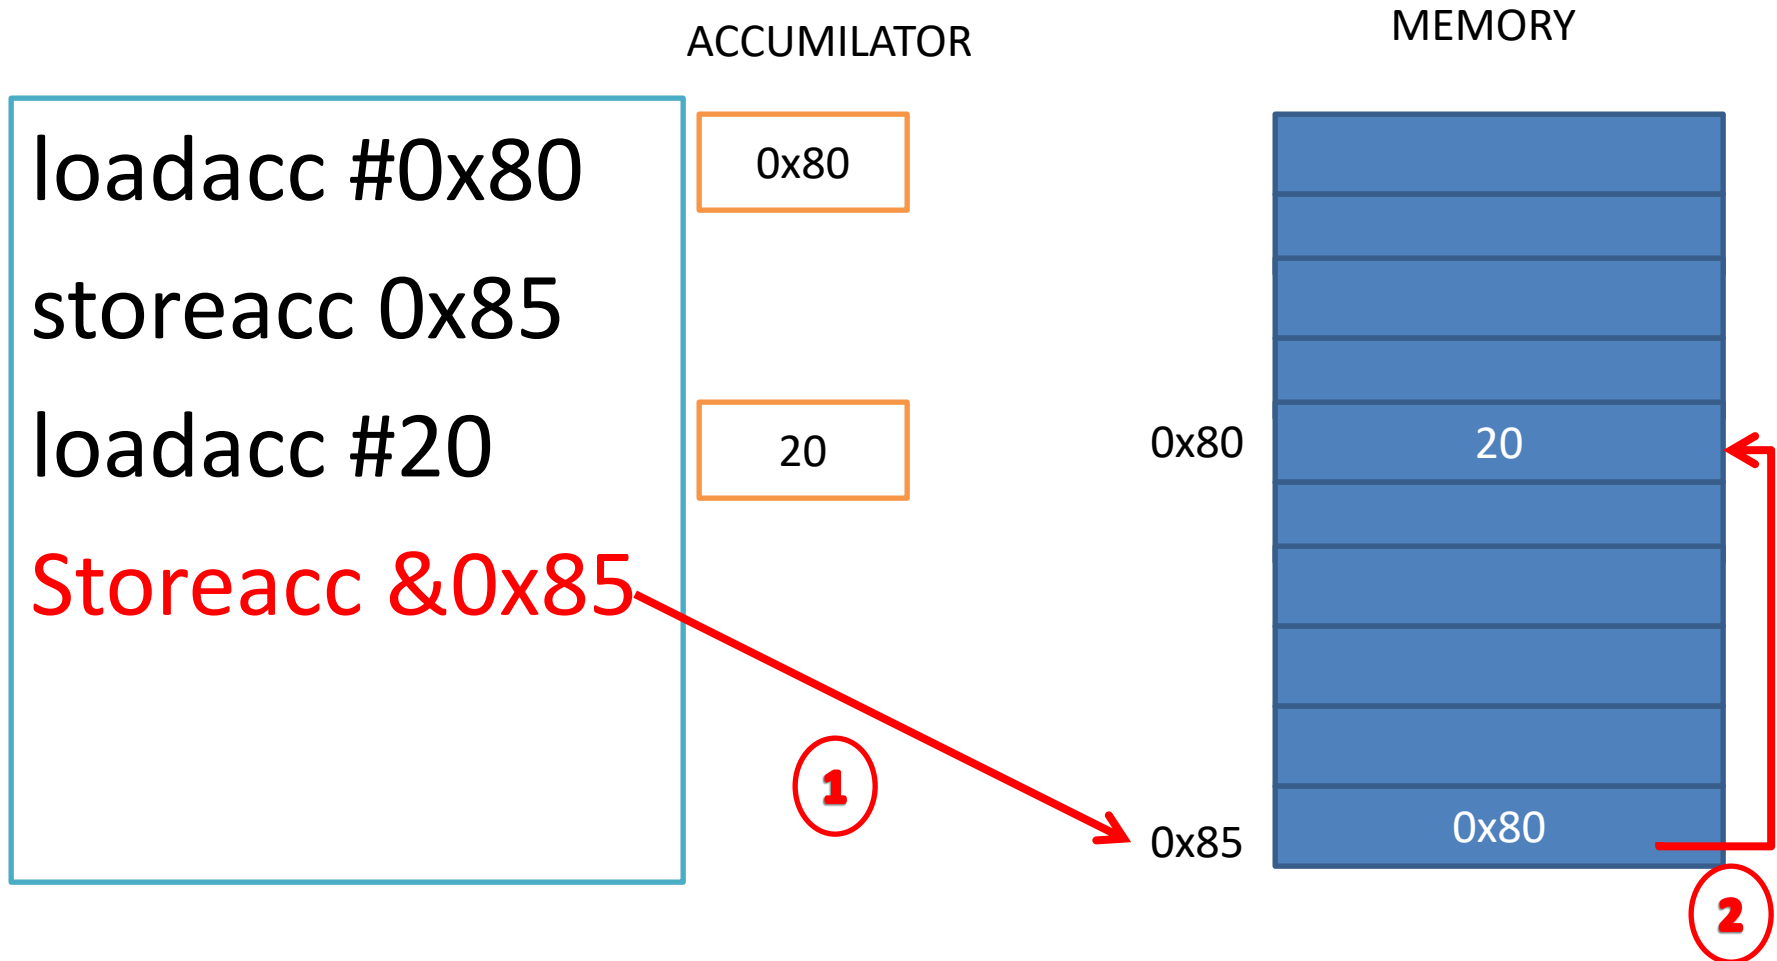 ACCUMILATOR
MEMORY
loadacc #0x80
0x80
storeacc 0x85
loadacc #20
20
0x80
20
Storeacc &0x85
1
0x85
0x80
2